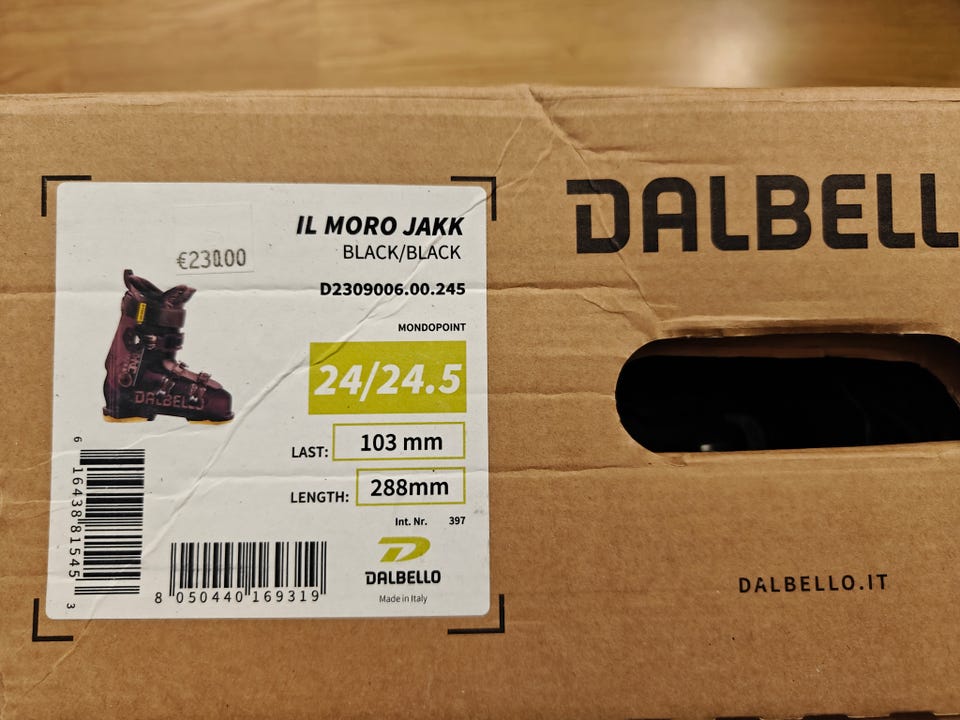 DALBELL
IL MORO JAKK
BLACK/BLACK
€230.00
D2309006.00.245
MONDOPOINT
24/24.5
DALBELLO
LAST: 103 mm
LENGTH: 288mm
Int. Nr. 397
DALBELLO
Made in Italy
6 16438 81545 3
8 050440 169319
DALBELLO.IT